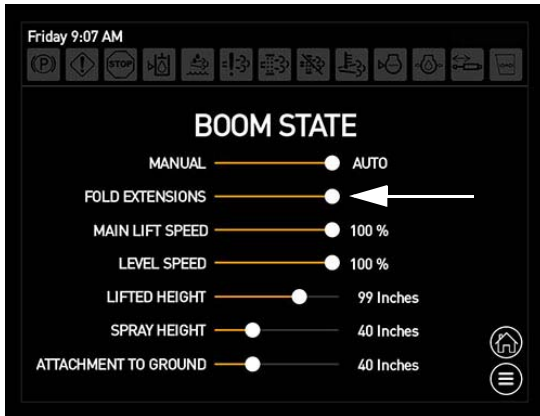 Friday 9:07 AM
(P) STOP
BOOM STATE
MANUAL AUTO
FOLD EXTENSIONS
MAIN LIFT SPEED 100 %
LEVEL SPEED 100 %
LIFTED HEIGHT 99 Inches
SPRAY HEIGHT 40 Inches
ATTACHMENT TO GROUND 40 Inches